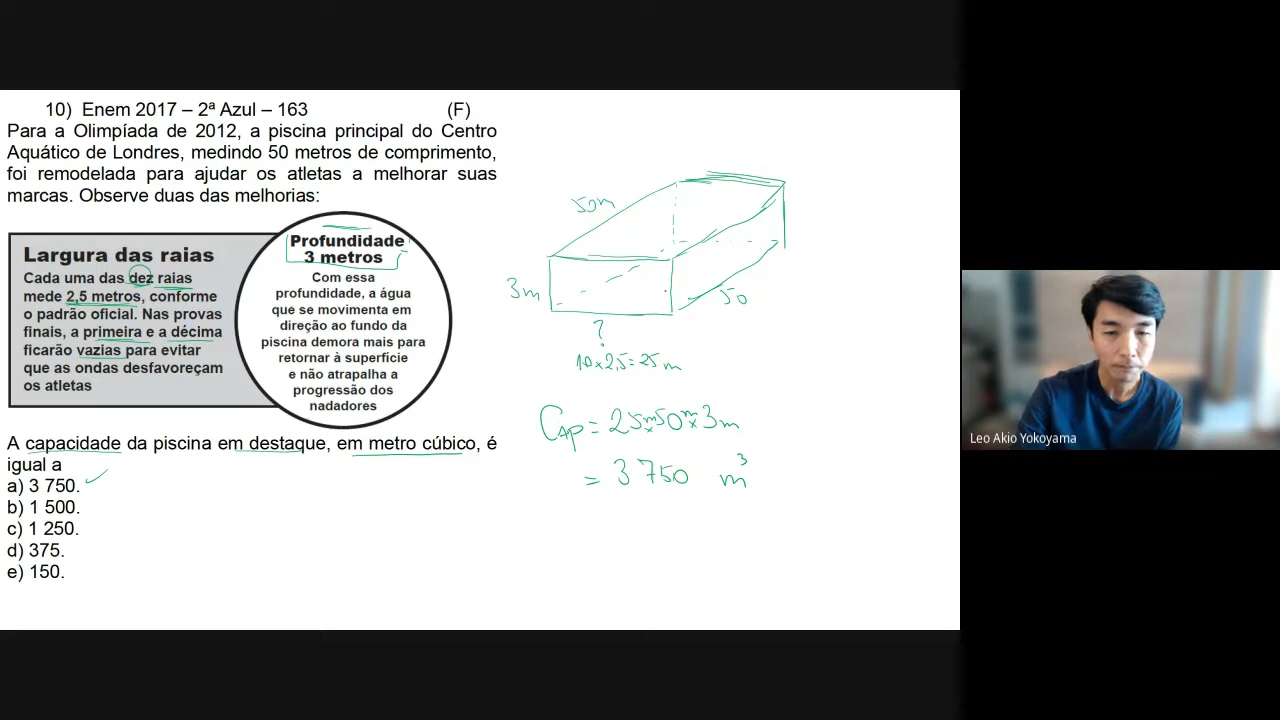 10) Enem 2017 – 2ª Azul – 163 (F)
Para a Olimpíada de 2012, a piscina principal do Centro
Aquático de Londres, medindo 50 metros de comprimento,
foi remodelada para ajudar os atletas a melhorar suas
marcas. Observe duas das melhorias:
Largura das raias
Cada uma das dez raias
mede 2,5 metros, conforme
o padrão oficial. Nas provas
finais, a primeira e a décima
ficarão vazias para evitar
que as ondas desfavoreçam
os atletas
Profundidade
3 metros
Com essa
profundidade, a água
que se movimenta em
direção ao fundo da
piscina demora mais para
retornar à superfície
e não atrapalha a
progressão dos
nadadores
A capacidade da piscina em destaque, em metro cúbico, é
igual a
a) 3 750.
b) 1 500.
c) 1 250.
d) 375.
e) 150.
50m
3m
50
?
10 x 2,5 = 25 m
Cap = 25m x 50m x 3m
= 3 750 m³
Leo Akio Yokoyama